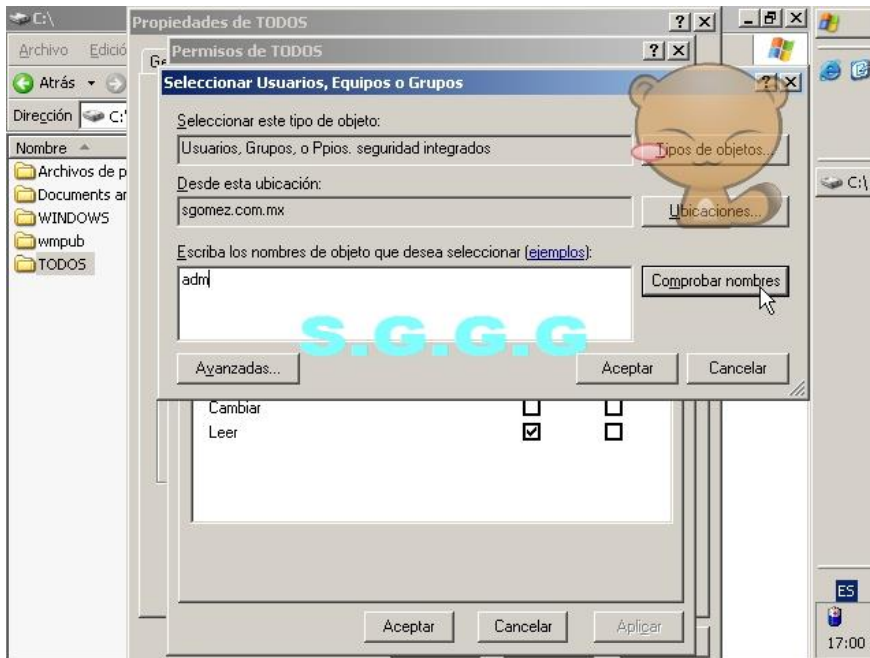 C:\
Propiedades de TODOS
Archivo Edició
Ge
Permisos de TODOS
Atrás
Seleccionar Usuarios, Equipos o Grupos
Dirección C:'
Seleccionar este tipo de objeto:
Nombre
Usuarios, Grupos, o Ppios. seguridad integrados
Tipos de objetos...
Archivos de p
Documents an
WINDOWS
wmpub
TODOS
Desde esta ubicación:
C:\
sgomez.com.mx
Ubicaciones...
Escriba los nombres de objeto que desea seleccionar (ejemplos):
adm
Comprobar nombres
S.G.G.G
Avanzadas...
Aceptar
Cancelar
Cambiar
Leer
Aceptar
Cancelar
Aplicar
ES
17:00